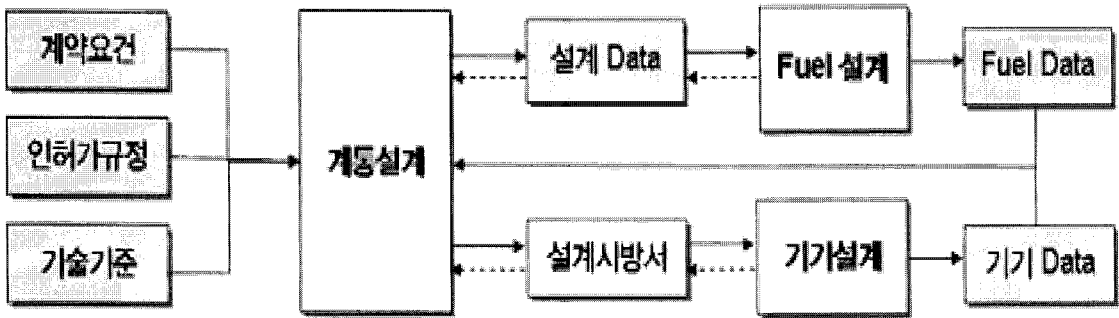 계약요건
인허가규정
기술기준
계통설계
설계 Data
Fuel 설계
Fuel Data
설계시방서
기기설계
기기 Data